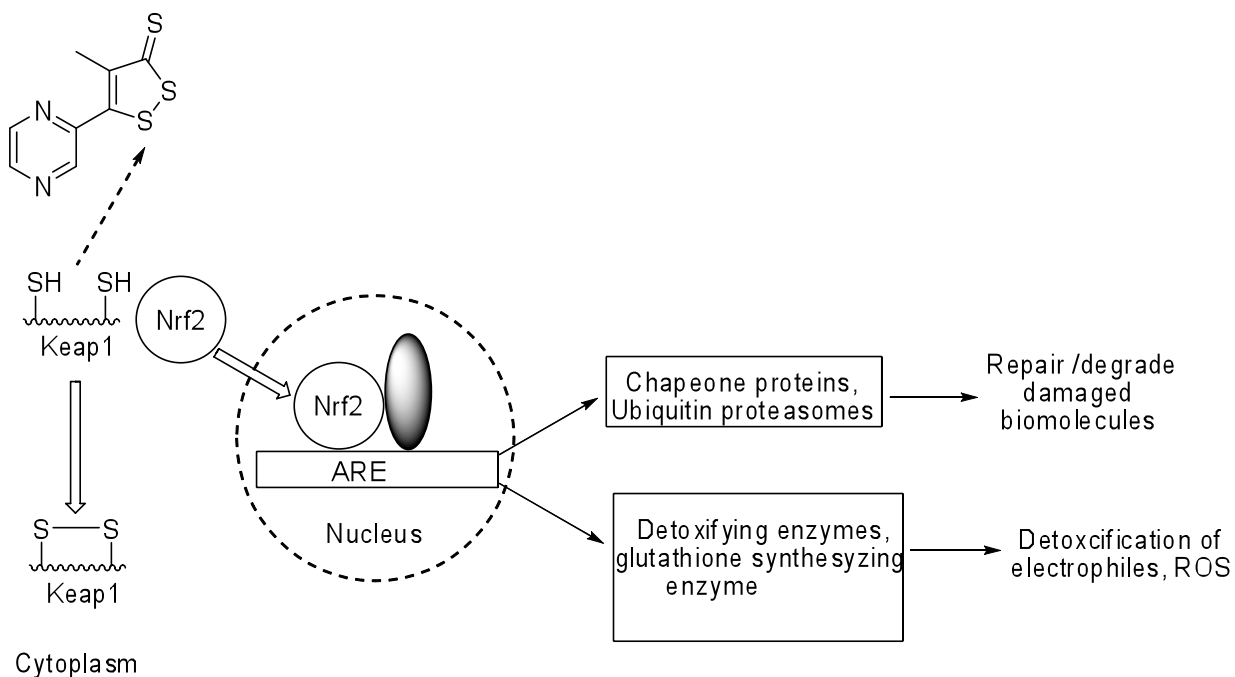 S
S
S
N
N
SH SH
Keap1
Nrf2
Nrf2
ARE
Nucleus
Chapeone proteins,
Ubiquitin proteasomes
Repair /degrade
damaged
biomolecules
Detoxifying enzymes,
glutathione synthesyzing
enzyme
Detoxcification of
electrophiles, ROS
S S
Keap1
Cytoplasm